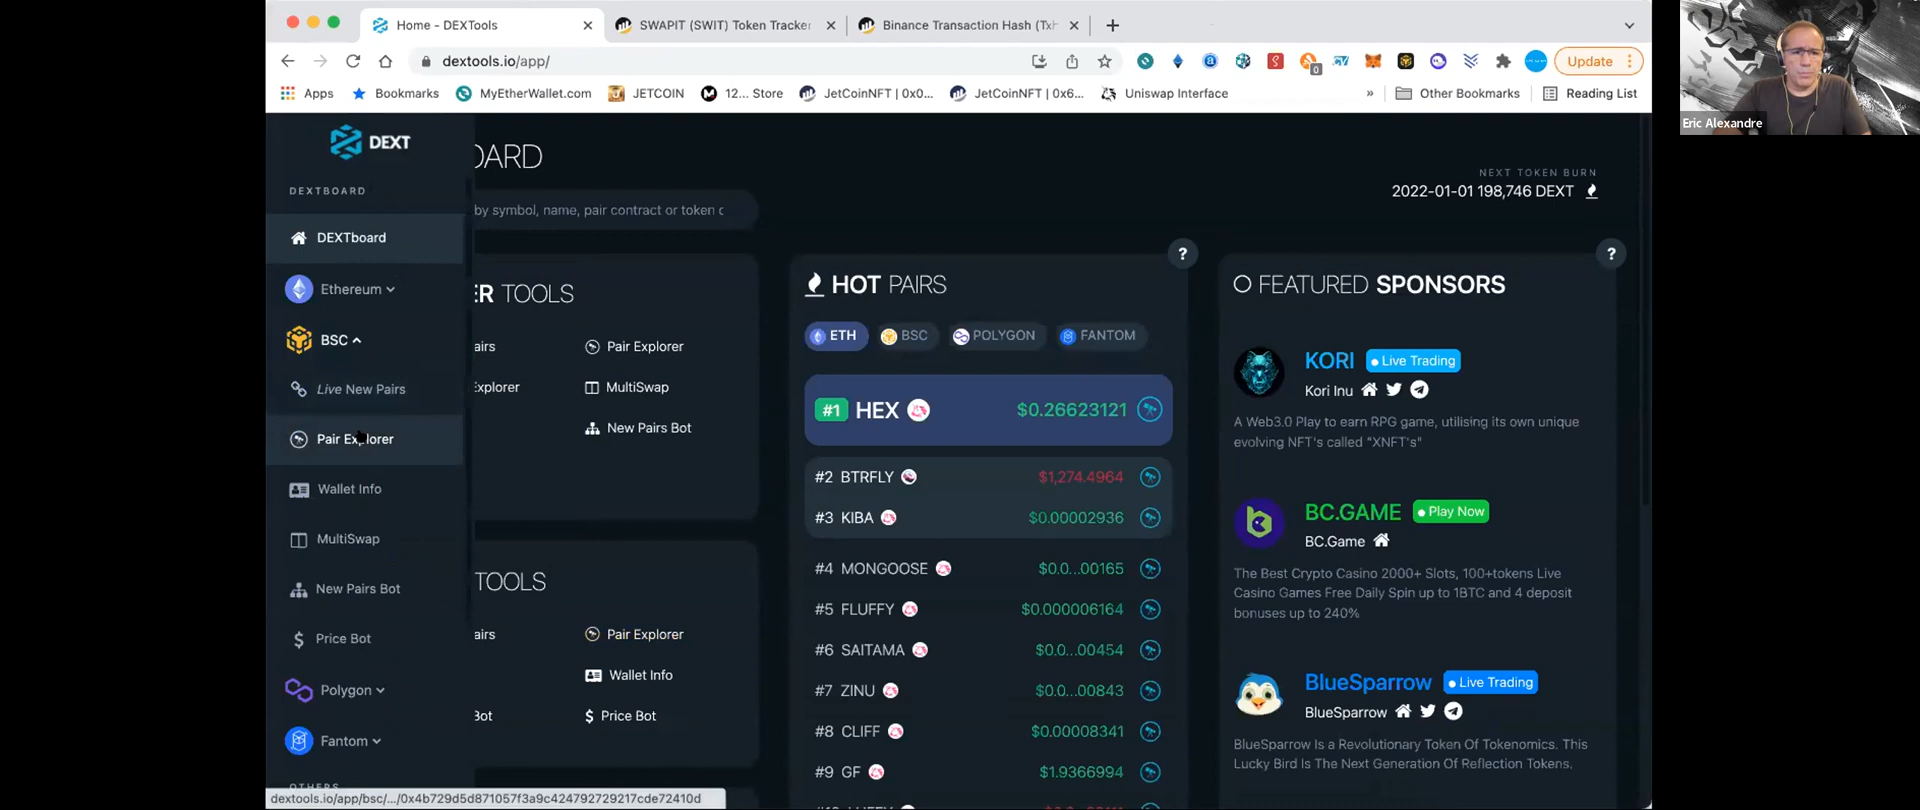 Home - DEXTools
SWAPIT (SWIT) Token Tracker
Binance Transaction Hash (Txh
dextools.io/app/
0
Update
Apps
Bookmarks
MyEtherWallet.com
JETCOIN
12... Store
JetCoinNFT | 0x0...
JetCoinNFT | 0x6...
Uniswap Interface
»
Other Bookmarks
Reading List
Eric Alexandre
DEXT
DEXTBOARD
DEXTboard
Ethereum
BSC
Live New Pairs
Pair Explorer
Wallet Info
MultiSwap
New Pairs Bot
$ Price Bot
Polygon
Fantom
OTHERS
dextools.io/app/bsc/.../0x4b729d5d871057f3a9c424792729217cde72410d
OARD
by symbol, name, pair contract or token c
NEXT TOKEN BURN
2022-01-01 198,746 DEXT
ER TOOLS
airs
Pair Explorer
Explorer
MultiSwap
New Pairs Bot
TOOLS
airs
Pair Explorer
Wallet Info
Bot
$ Price Bot
?
HOT PAIRS
ETH
BSC
POLYGON
FANTOM
#1 HEX $0.26623121
#2 BTRFLY $1,274.4964
#3 KIBA $0.00002936
#4 MONGOOSE $0.0...00165
#5 FLUFFY $0.000006164
#6 SAITAMA $0.0...00454
#7 ZINU $0.0...00843
#8 CLIFF $0.00008341
#9 GF $1.9366994
?
FEATURED SPONSORS
KORI
Live Trading
Kori Inu
A Web3.0 Play to earn RPG game, utilising its own unique
evolving NFT's called "XNFT's"
BC.GAME
Play Now
BC.Game
The Best Crypto Casino 2000+ Slots, 100+tokens Live
Casino Games Free Daily Spin up to 1BTC and 4 deposit
bonuses up to 240%
BlueSparrow
Live Trading
BlueSparrow
BlueSparrow Is a Revolutionary Token Of Tokenomics. This
Lucky Bird Is The Next Generation Of Reflection Tokens.